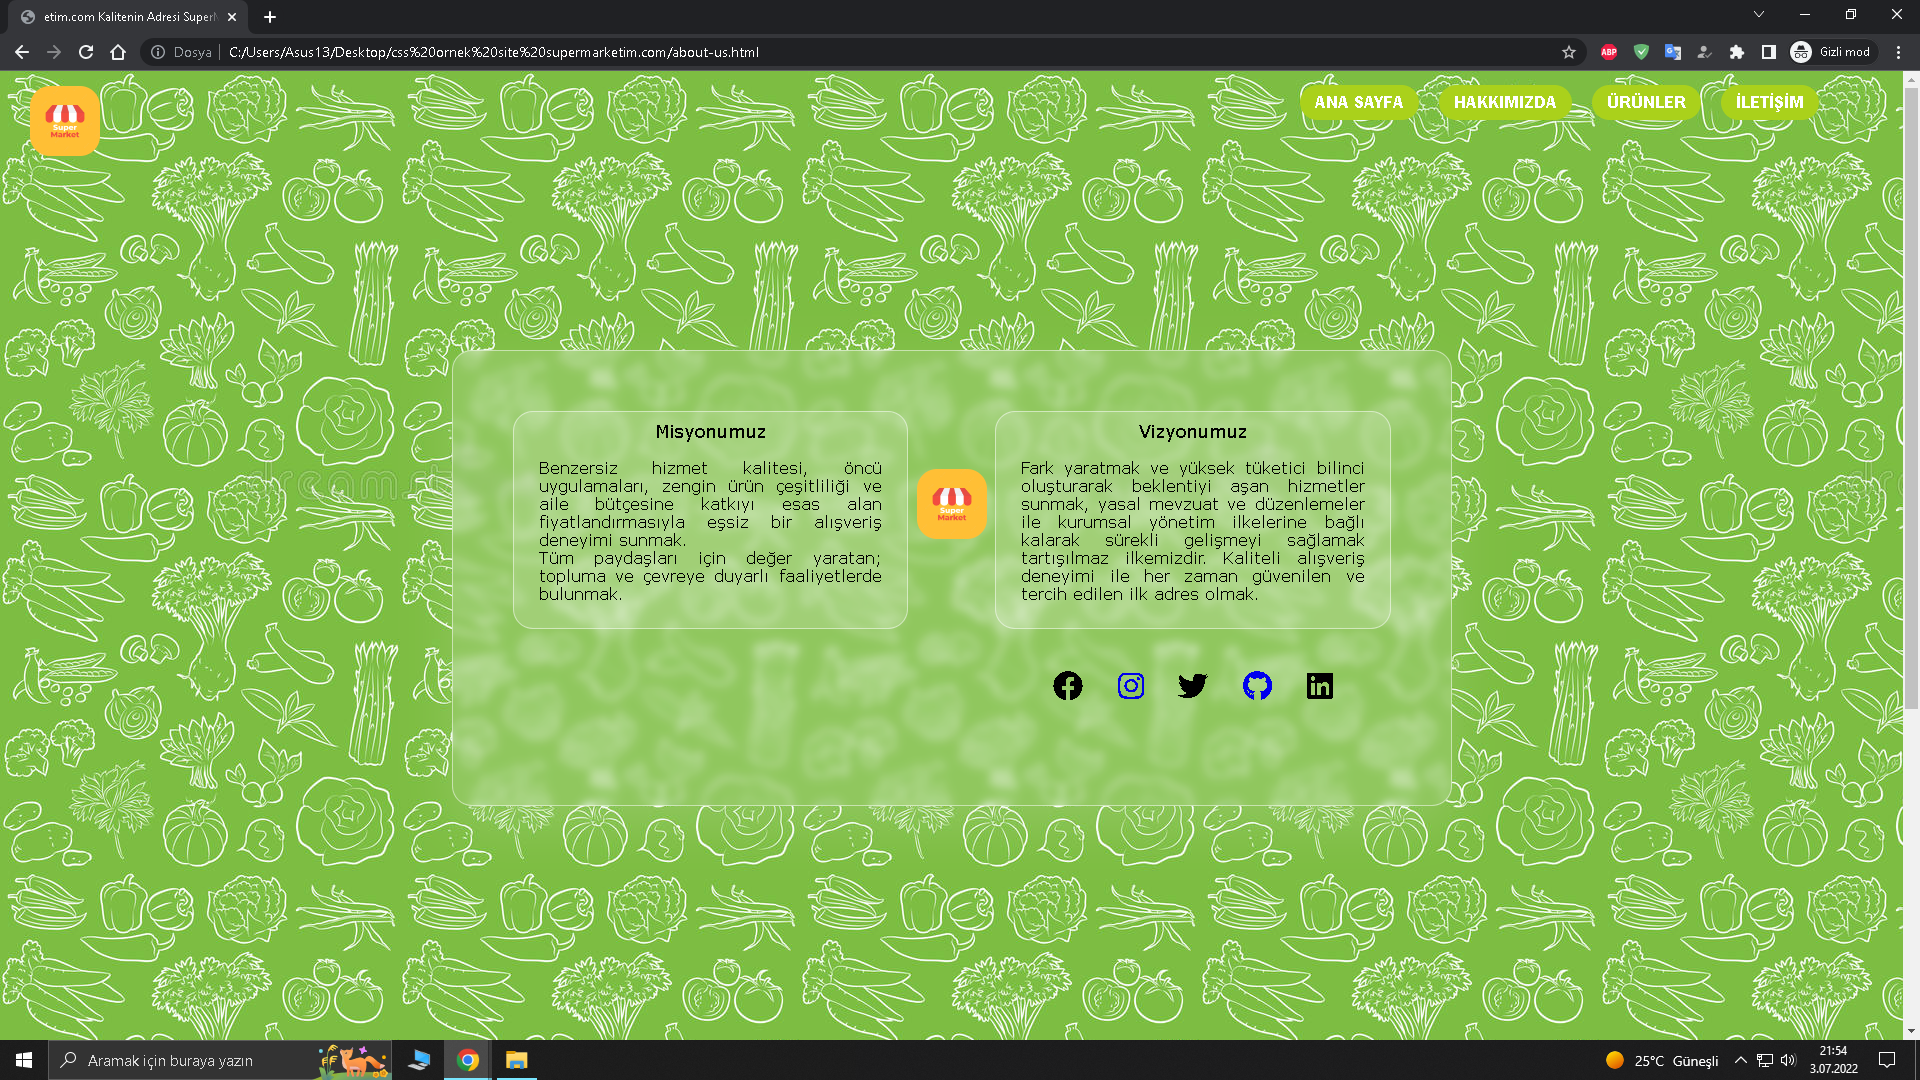 etim.com Kalitenin Adresi SuperM
Dosya
C:/Users/Asus13/Desktop/css%20ornek%20site%20supermarketim.com/about-us.html
ABP
Gizli mod
Super
Market
ANA SAYFA
HAKKIMIZDA
ÜRÜNLER
İLETİŞİM
Misyonumuz
Benzersiz hizmet kalitesi, öncü
uygulamaları, zengin ürün çeşitliliği ve
aile bütçesine katkıyı esas alan
fiyatlandırmasıyla eşsiz bir alışveriş
deneyimi sunmak.
Tüm paydaşları için değer yaratan;
topluma ve çevreye duyarlı faaliyetlerde
bulunmak.
Super
Market
Vizyonumuz
Fark yaratmak ve yüksek tüketici bilinci
oluşturarak beklentiyi aşan hizmetler
sunmak, yasal mevzuat ve düzenlemeler
ile kurumsal yönetim ilkelerine bağlı
kalarak sürekli gelişmeyi sağlamak
tartışılmaz ilkemizdir. Kaliteli alışveriş
deneyimi ile her zaman güvenilen ve
tercih edilen ilk adres olmak.
in
Aramak için buraya yazın
25°C Güneşli
21:54
3.07.2022